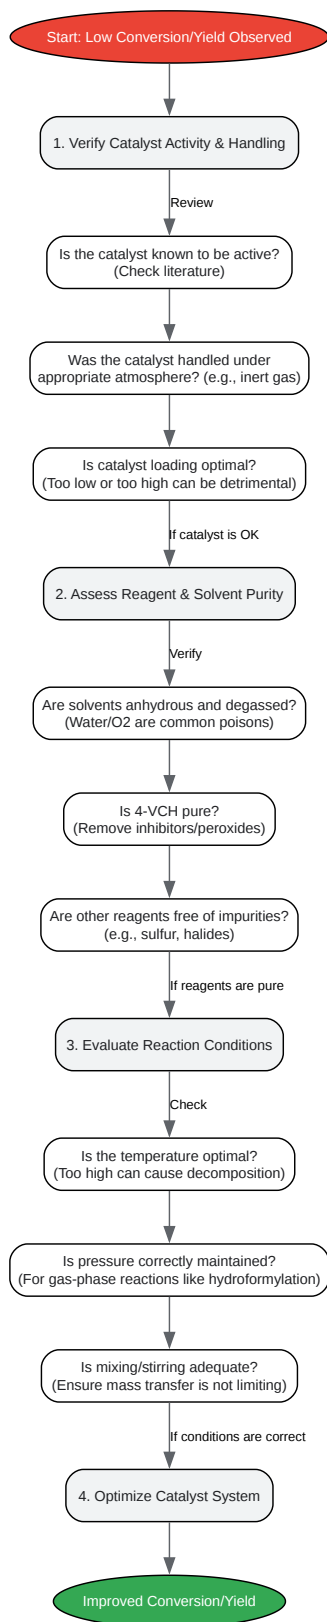 Start: Low Conversion/Yield Observed
1. Verify Catalyst Activity & Handling
Review
Is the catalyst known to be active?
(Check literature)
Was the catalyst handled under
appropriate atmosphere? (e.g., inert gas)
Is catalyst loading optimal?
(Too low or too high can be detrimental)
If catalyst is OK
2. Assess Reagent & Solvent Purity
Verify
Are solvents anhydrous and degassed?
(Water/O2 are common poisons)
Is 4-VCH pure?
(Remove inhibitors/peroxides)
Are other reagents free of impurities?
(e.g., sulfur, halides)
If reagents are pure
3. Evaluate Reaction Conditions
Check
Is the temperature optimal?
(Too high can cause decomposition)
Is pressure correctly maintained?
(For gas-phase reactions like hydroformylation)
Is mixing/stirring adequate?
(Ensure mass transfer is not limiting)
If conditions are correct
4. Optimize Catalyst System
Improved Conversion/Yield